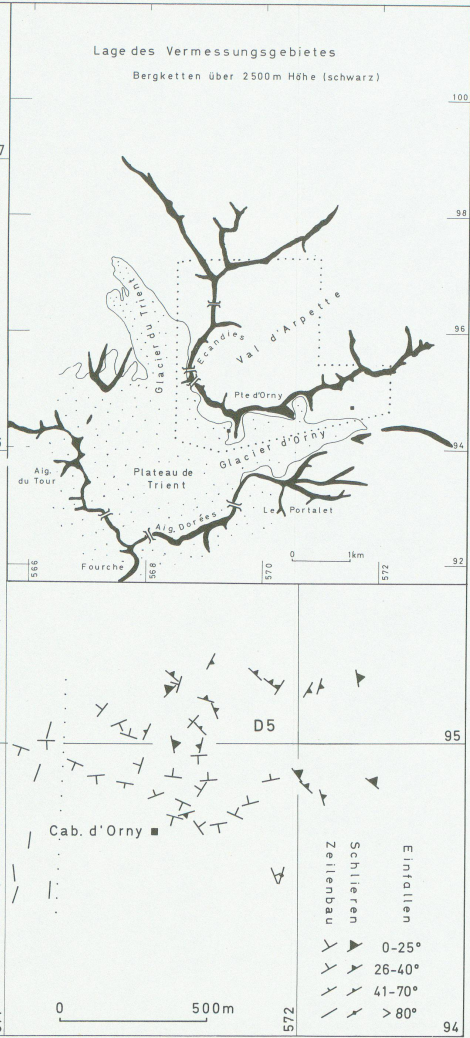 Lage des Vermessungsgebietes
Bergketten über 2500m Höhe (schwarz)
100
98
96
94
92
Glacier du Trient
Ecandies
Val d'Arpette
Pte d'Orny
Glacier d'Orny
Aig. du Tour
Plateau de Trient
Le Portalet
Aig. Dorées
Fourche
0 1km
566
568
570
572
D5
95
Cab. d'Orny
Zeilenbau
Schlieren
Einfallen
0-25°
26-40°
41-70°
> 80°
0 500m
572
94